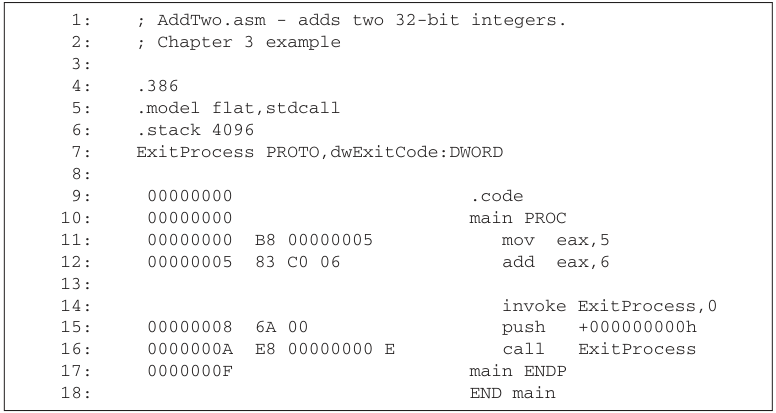 1: ; AddTwo.asm - adds two 32-bit integers.
2: ; Chapter 3 example
3:
4: .386
5: .model flat,stdcall
6: .stack 4096
7: ExitProcess PROTO,dwExitCode:DWORD
8:
9: 00000000 .code
10: 00000000 main PROC
11: 00000000 B8 00000005 mov eax,5
12: 00000005 83 C0 06 add eax,6
13:
14: invoke ExitProcess,0
15: 00000008 6A 00 push +000000000h
16: 0000000A E8 00000000 E call ExitProcess
17: 0000000F main ENDP
18: END main